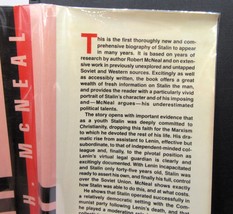 H. McNEAL
This is the first thoroughly new and com-
prehensive biography of Stalin to appear
in many years. It is based on years of
research by author Robert McNeal and on exten-
sive work in previously unexplored and untapped
Soviet and Western sources. Excitingly as well
as accessibly written, the book offers a great
wealth of fresh information on Stalin the man,
and provides the reader with a particularly vivid
portrait of Stalin's character and of his imposing
and—McNeal argues—his underestimated
political talents.
The story opens with important evidence that
as a youth Stalin was deeply committed to
Christianity, dropping this faith for the Marxism
to which he devoted the rest of his life. His dra-
matic rise from assistant to Lenin, effective but
subordinate, to that of independent-minded col-
league and, finally, to the pivotal position as
Lenin's virtual legal guardian is clearly and
excitingly documented. With Lenin incapacitated
and Stalin only forty-three years old, Stalin was
ready to assert his own, and finally his full, control
over the Soviet Union. McNeal shows exactly
how Stalin was able to do this, and at what costs.
He shows how Stalin successfully operated in
a relatively democratic setting with the Com-
munist party following Lenin's death, and that
played a moderating